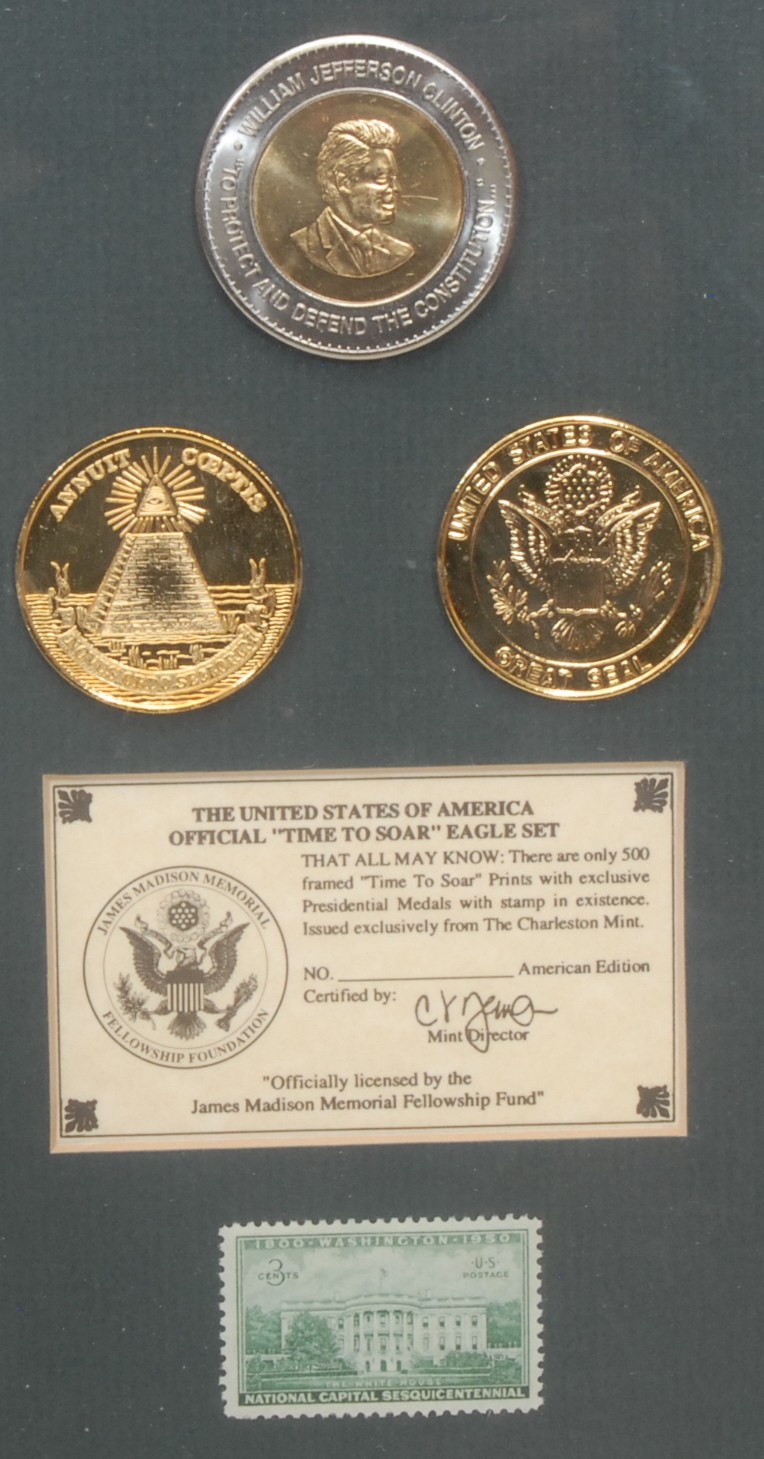 • WILLIAM JEFFERSON CLINTON •
"TO PROTECT AND DEFEND THE CONSTITUTION..."
ANNUIT CŒPTIS
UNITED STATES OF AMERICA
GREAT SEAL
THE UNITED STATES OF AMERICA
OFFICIAL "TIME TO SOAR" EAGLE SET
JAMES MADISON MEMORIAL
FELLOWSHIP FOUNDATION
THAT ALL MAY KNOW: There are only 500
framed "Time To Soar" Prints with exclusive
Presidential Medals with stamp in existence.
Issued exclusively from The Charleston Mint.
NO. ____________________ American Edition
Certified by:
Mint Director
"Officially licensed by the
James Madison Memorial Fellowship Fund"
1800 · WASHINGTON · 1950
3
CENTS
·U·S·
POSTAGE
THE WHITE HOUSE
NATIONAL CAPITAL SESQUICENTENNIAL